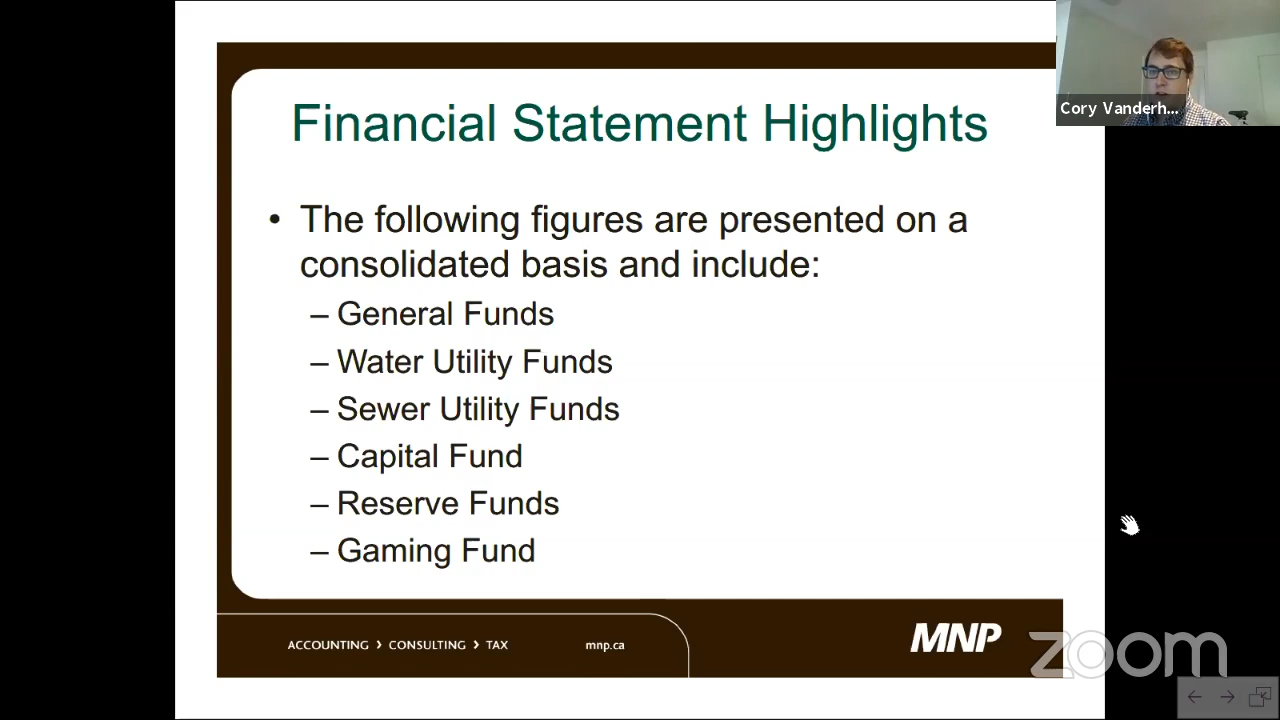 Financial Statement Highlights
Cory Vanderh...
• The following figures are presented on a
consolidated basis and include:
– General Funds
– Water Utility Funds
– Sewer Utility Funds
– Capital Fund
– Reserve Funds
– Gaming Fund
ACCOUNTING › CONSULTING › TAX
mnp.ca
MNP
zoom